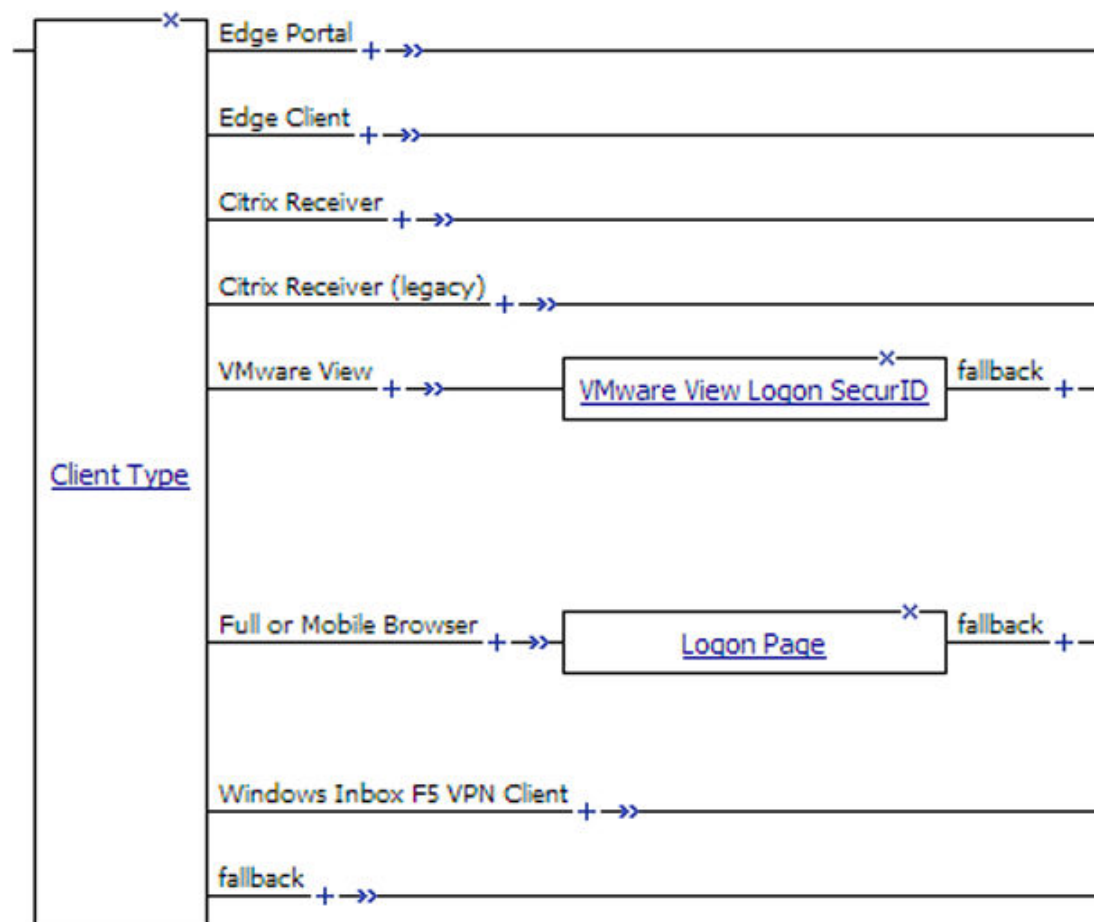 Edge Portal
Edge Client
Citrix Receiver
Citrix Receiver (legacy)
VMware View
VMware View Logon SecurID
fallback
Client Type
Full or Mobile Browser
Logon Page
fallback
Windows Inbox F5 VPN Client
fallback